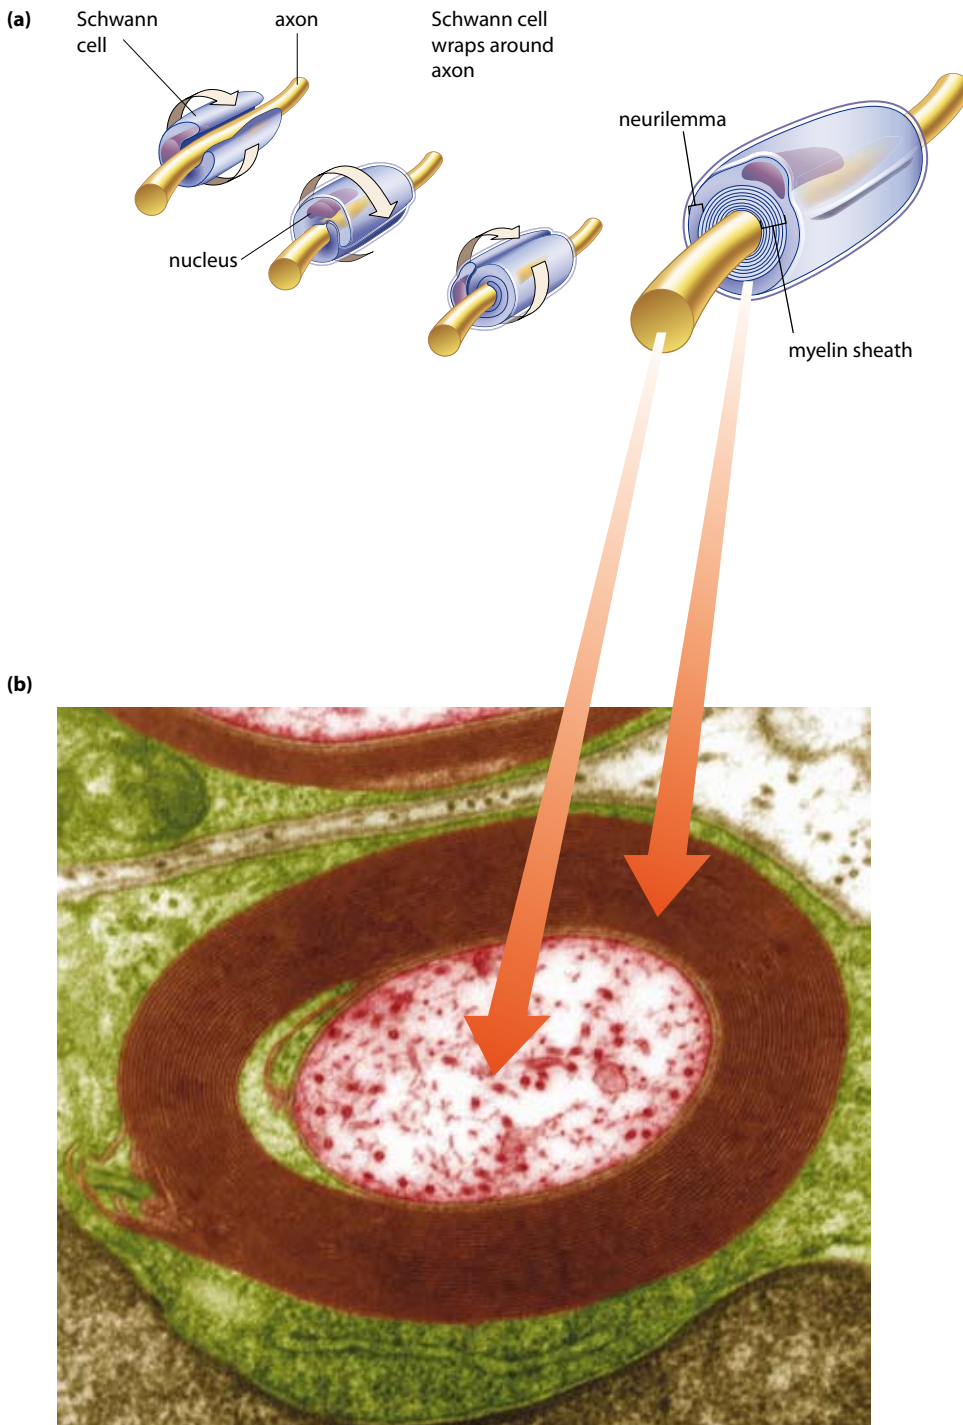 (a)
Schwann
cell
axon
Schwann cell
wraps around
axon
neurilemma
nucleus
myelin sheath
(b)